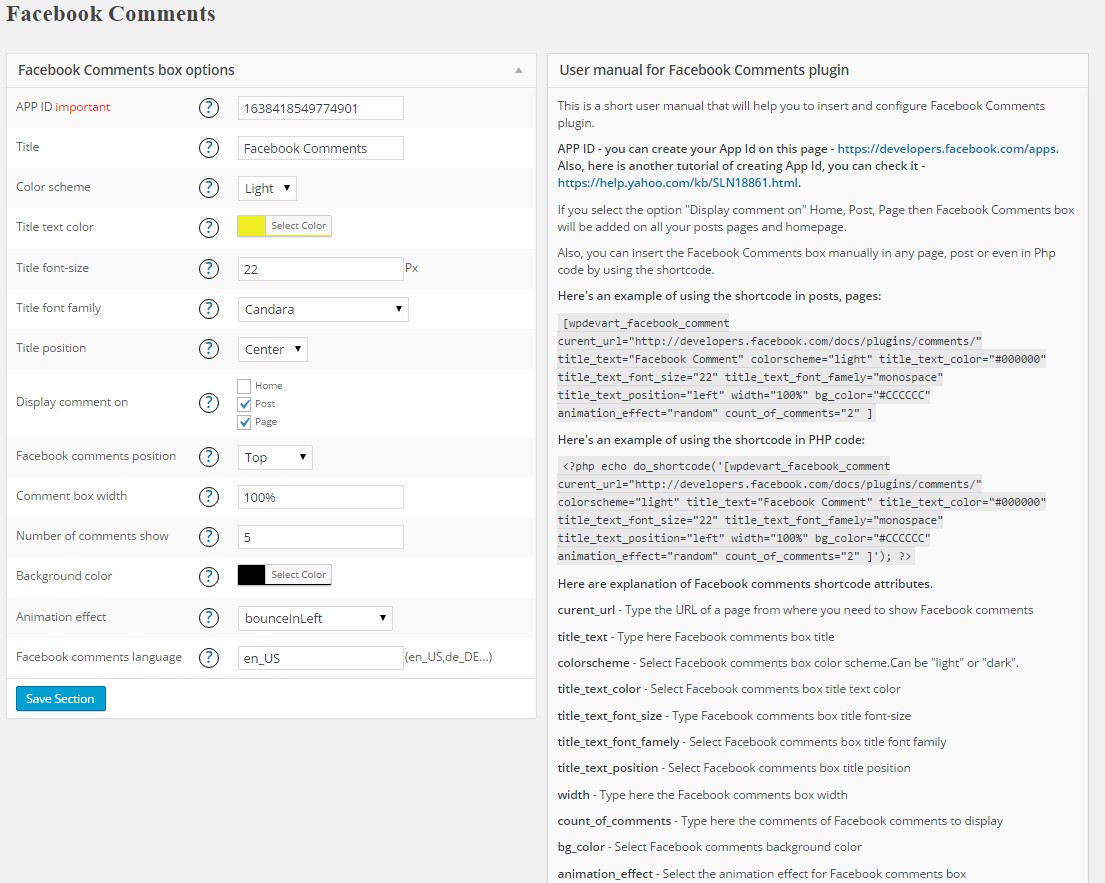 Facebook Comments
Facebook Comments box options
APP ID important
?
1638418549774901
Title
?
Facebook Comments
Color scheme
?
Light
Title text color
?
Select Color
Title font-size
?
22
Px
Title font family
?
Candara
Title position
?
Center
Display comment on
?
Home
Post
Page
Facebook comments position
?
Top
Comment box width
?
100%
Number of comments show
?
5
Background color
?
Select Color
Animation effect
?
bounceInLeft
Facebook comments language
?
en_US
(en_US,de_DE...)
Save Section
User manual for Facebook Comments plugin
This is a short user manual that will help you to insert and configure Facebook Comments
plugin.
APP ID - you can create your App Id on this page - https://developers.facebook.com/apps.
Also, here is another tutorial of creating App Id, you can check it -
https://help.yahoo.com/kb/SLN18861.html.
If you select the option "Display comment on" Home, Post, Page then Facebook Comments box
will be added on all your posts pages and homepage.
Also, you can insert the Facebook Comments box manually in any page, post or even in Php
code by using the shortcode.
Here's an example of using the shortcode in posts, pages:
[wpdevart_facebook_comment
curent_url="http://developers.facebook.com/docs/plugins/comments/"
title_text="Facebook Comment" colorscheme="light" title_text_color="#000000"
title_text_font_size="22" title_text_font_famely="monospace"
title_text_position="left" width="100%" bg_color="#CCCCCC"
animation_effect="random" count_of_comments="2" ]
Here's an example of using the shortcode in PHP code:
<?php echo do_shortcode('[wpdevart_facebook_comment
curent_url="http://developers.facebook.com/docs/plugins/comments/"
colorscheme="light" title_text="Facebook Comment" title_text_color="#000000"
title_text_font_size="22" title_text_font_famely="monospace"
title_text_position="left" width="100%" bg_color="#CCCCCC"
animation_effect="random" count_of_comments="2" ]'); ?>
Here are explanation of Facebook comments shortcode attributes.
curent_url - Type the URL of a page from where you need to show Facebook comments
title_text - Type here Facebook comments box title
colorscheme - Select Facebook comments box color scheme.Can be "light" or "dark".
title_text_color - Select Facebook comments box title text color
title_text_font_size - Type Facebook comments box title font-size
title_text_font_famely - Select Facebook comments box title font family
title_text_position - Select Facebook comments box title position
width - Type here the Facebook comments box width
count_of_comments - Type here the comments of Facebook comments to display
bg_color - Select Facebook comments background color
animation_effect - Select the animation effect for Facebook comments box